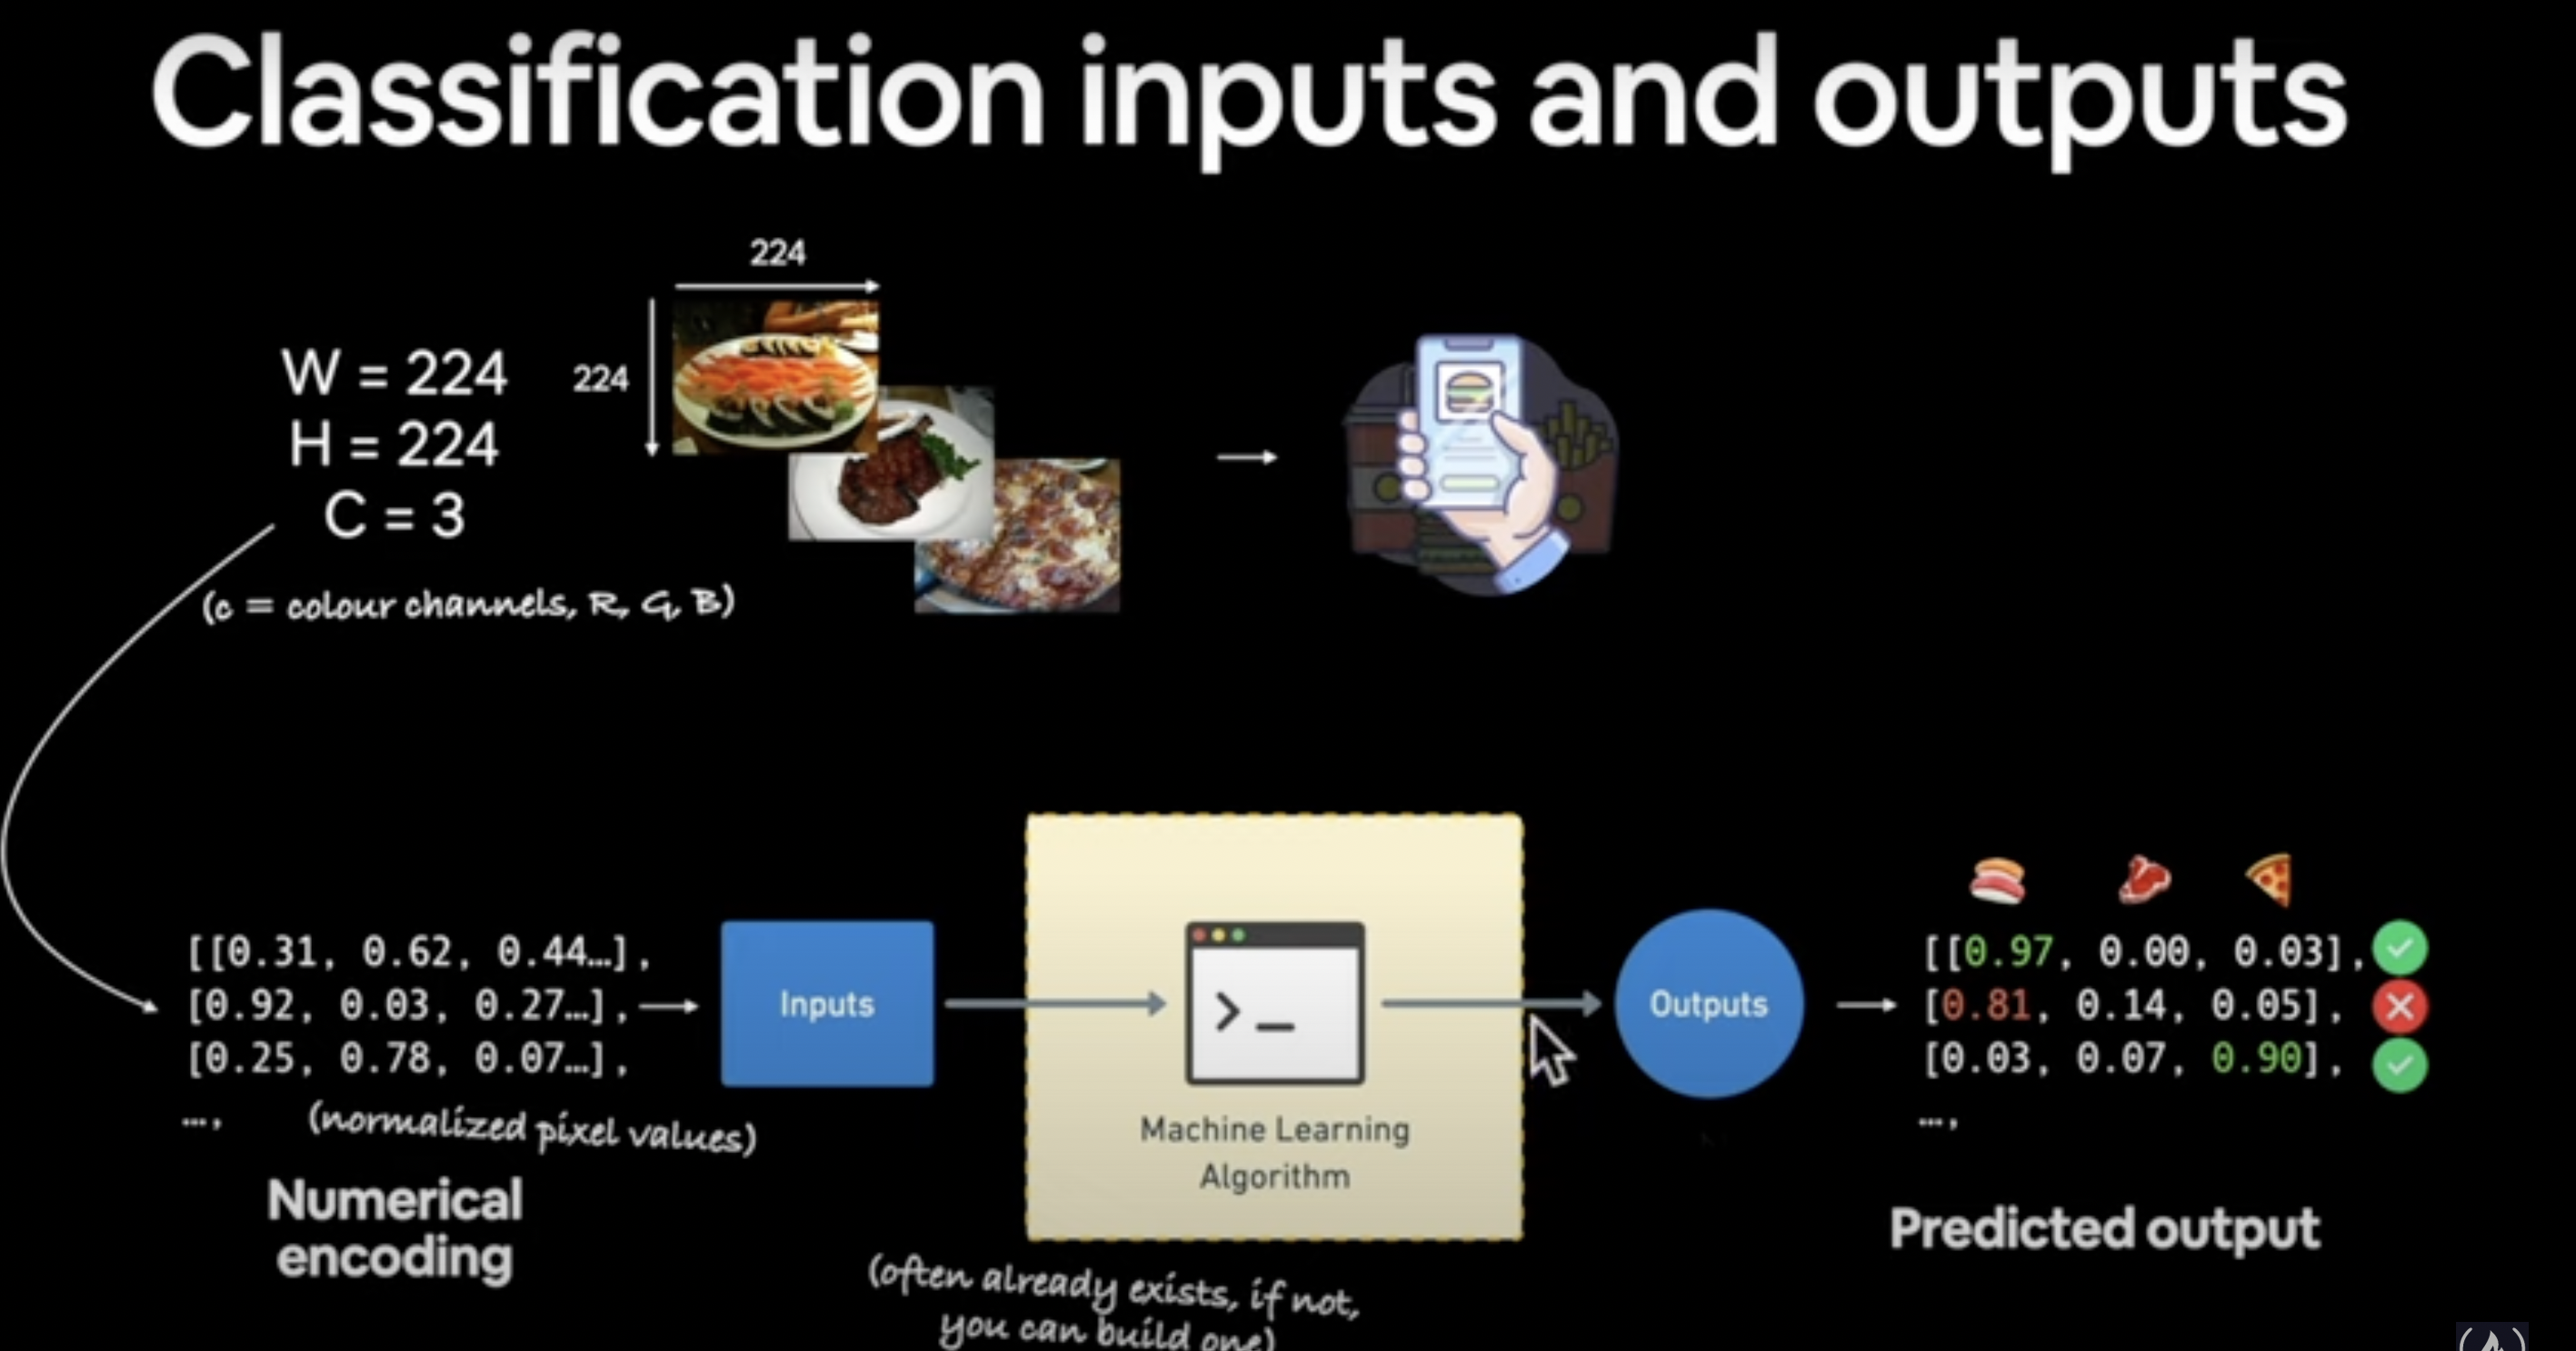 Classification inputs and outputs
224
224
W = 224
H = 224
C = 3
(c = colour channels, R, G, B)
[[0.31, 0.62, 0.44…],
[0.92, 0.03, 0.27…],
[0.25, 0.78, 0.07…],
…,
(normalized pixel values)
Numerical
encoding
Inputs
Machine Learning
Algorithm
(often already exists, if not,
you can build one)
Outputs
[[0.97, 0.00, 0.03],
[0.81, 0.14, 0.05],
[0.03, 0.07, 0.90],
…,
Predicted output